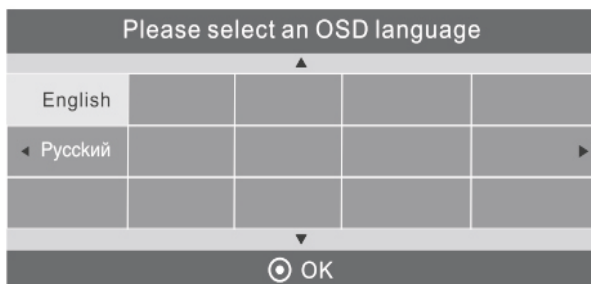 Please select an OSD language
English
Русский
OK